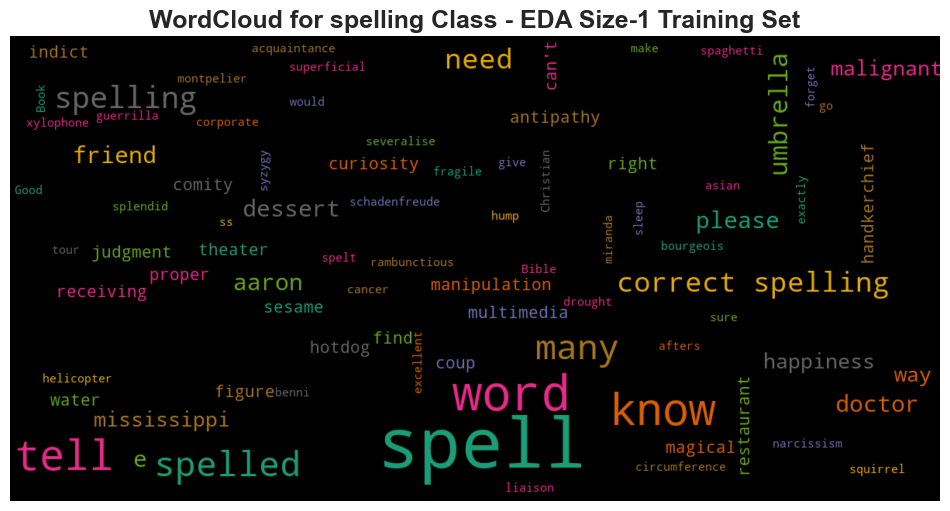 WordCloud for spelling Class - EDA Size-1 Training Set
indict
acquaintance
need
can't
make
spaghetti
malignant
superficial
montpelier
spelling
Book
would
umbrella
forget
go
xylophone
guerrilla
corporate
antipathy
friend
severalise
curiosity
fragile
give
Christian
right
handkerchief
syzygy
comity
Good
splendid
ss
dessert
schadenfreude
hump
miranda
sleep
asian
please
exactly
bourgeois
tour
judgment
theater
spelt
rambunctious
Bible
proper
receiving
aaron
cancer
manipulation
drought
correct spelling
sesame
multimedia
sure
hotdog
find
excellent
coup
many
afters
happiness
way
helicopter
water
figure
benni
word
know
restaurant
doctor
mississippi
tell
e
spelled
spell
magical
circumference
narcissism
squirrel
liaison